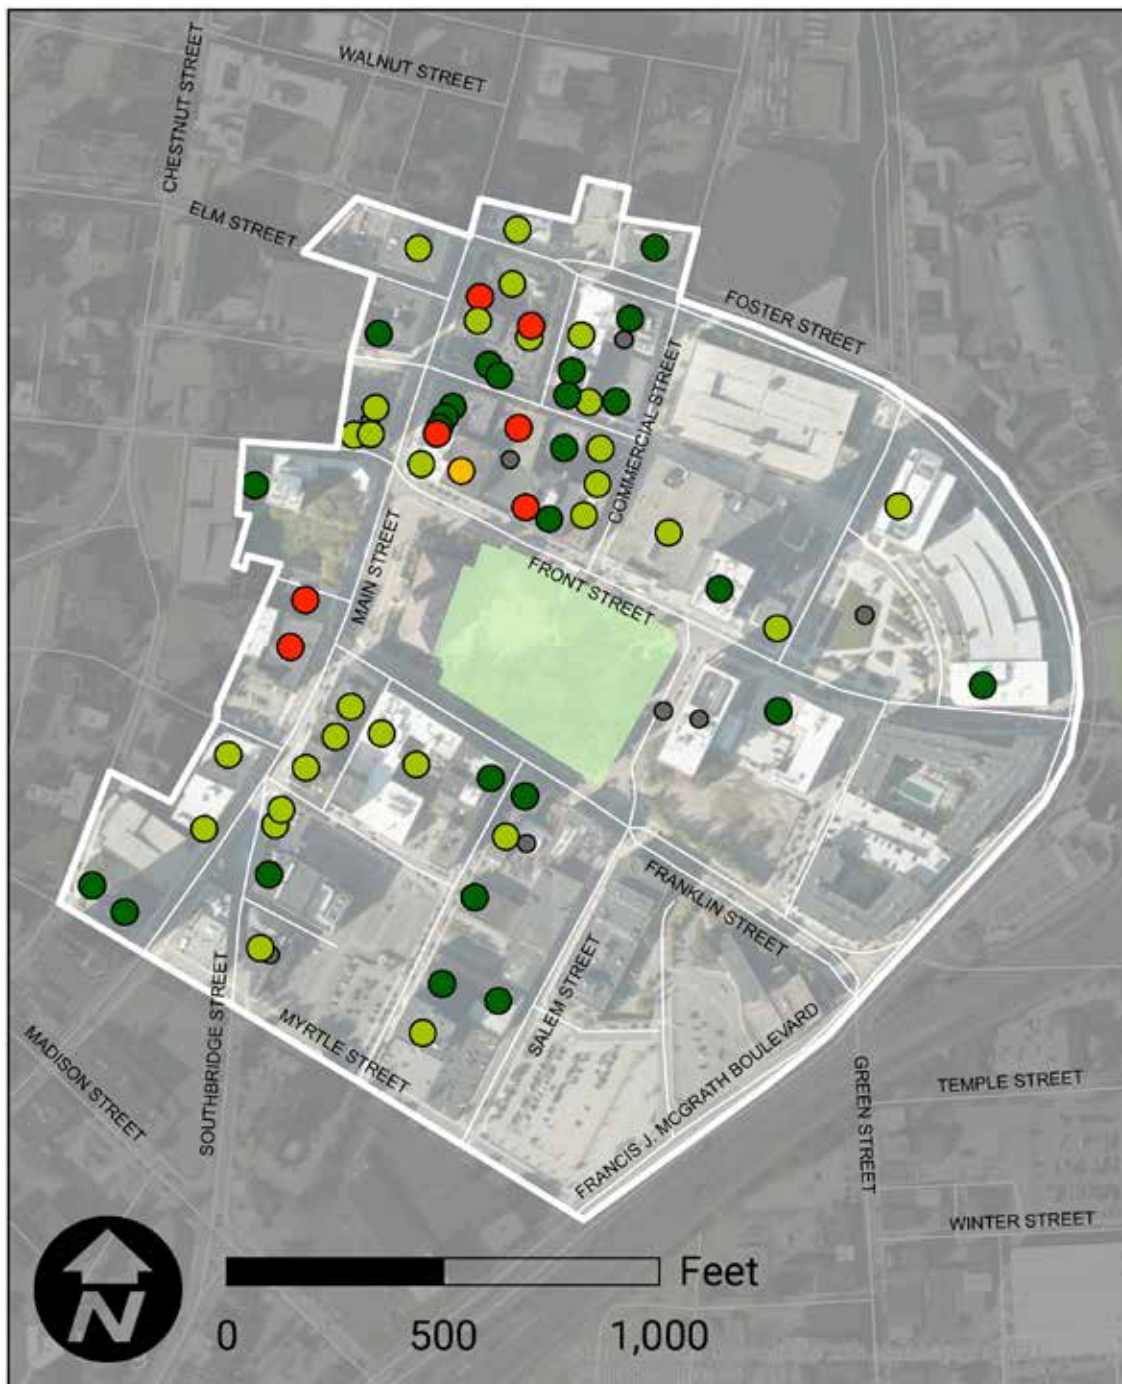 WALNUT STREET
CHESTNUT STREET
ELM STREET
FOSTER STREET
COMMERCIAL STREET
MAIN STREET
FRONT STREET
FRANKLIN STREET
SALEM STREET
SOUTHBRIDGE STREET
MYRTLE STREET
MADISON STREET
FRANCIS J. MCGRATH BOULEVARD
GREEN STREET
TEMPLE STREET
WINTER STREET
N
Feet
0 500 1,000